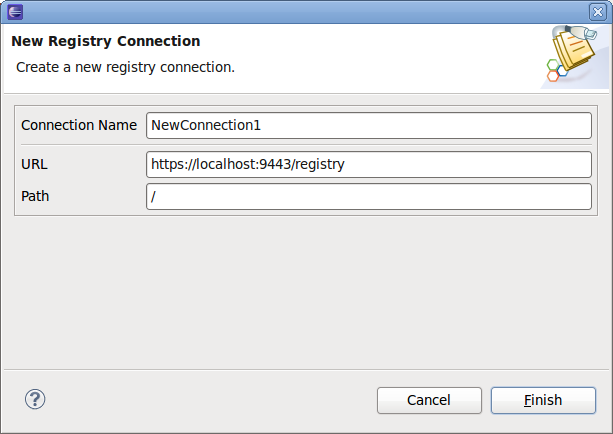 New Registry Connection
Create a new registry connection.
Connection Name NewConnection1
URL https://localhost:9443/registry
Path /
? Cancel Finish